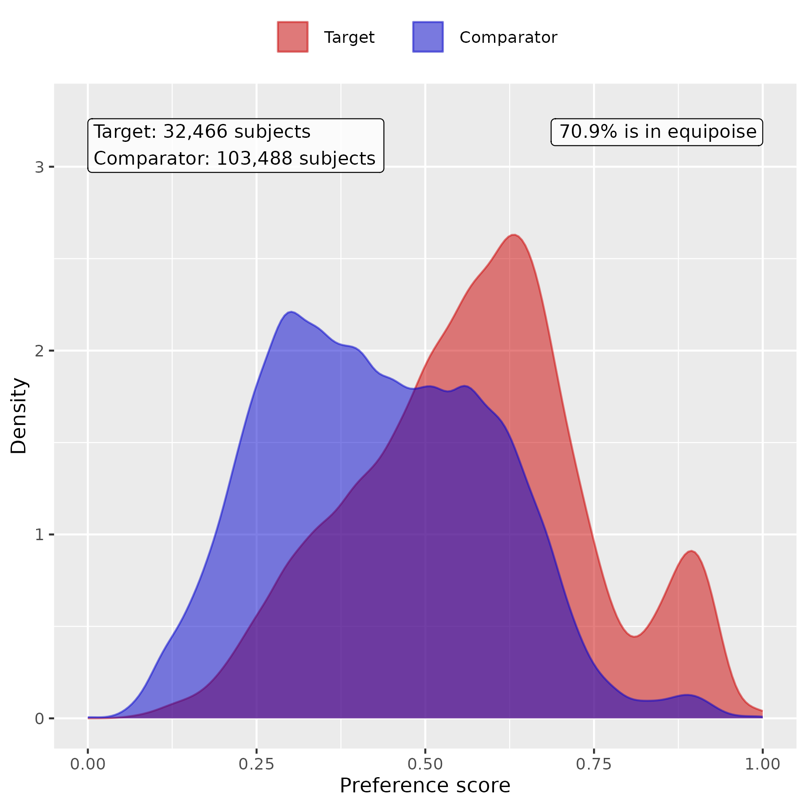 Target
Comparator
Target: 32,466 subjects
Comparator: 103,488 subjects
70.9% is in equipoise
Density
3
2
1
0
0.00
0.25
0.50
0.75
1.00
Preference score